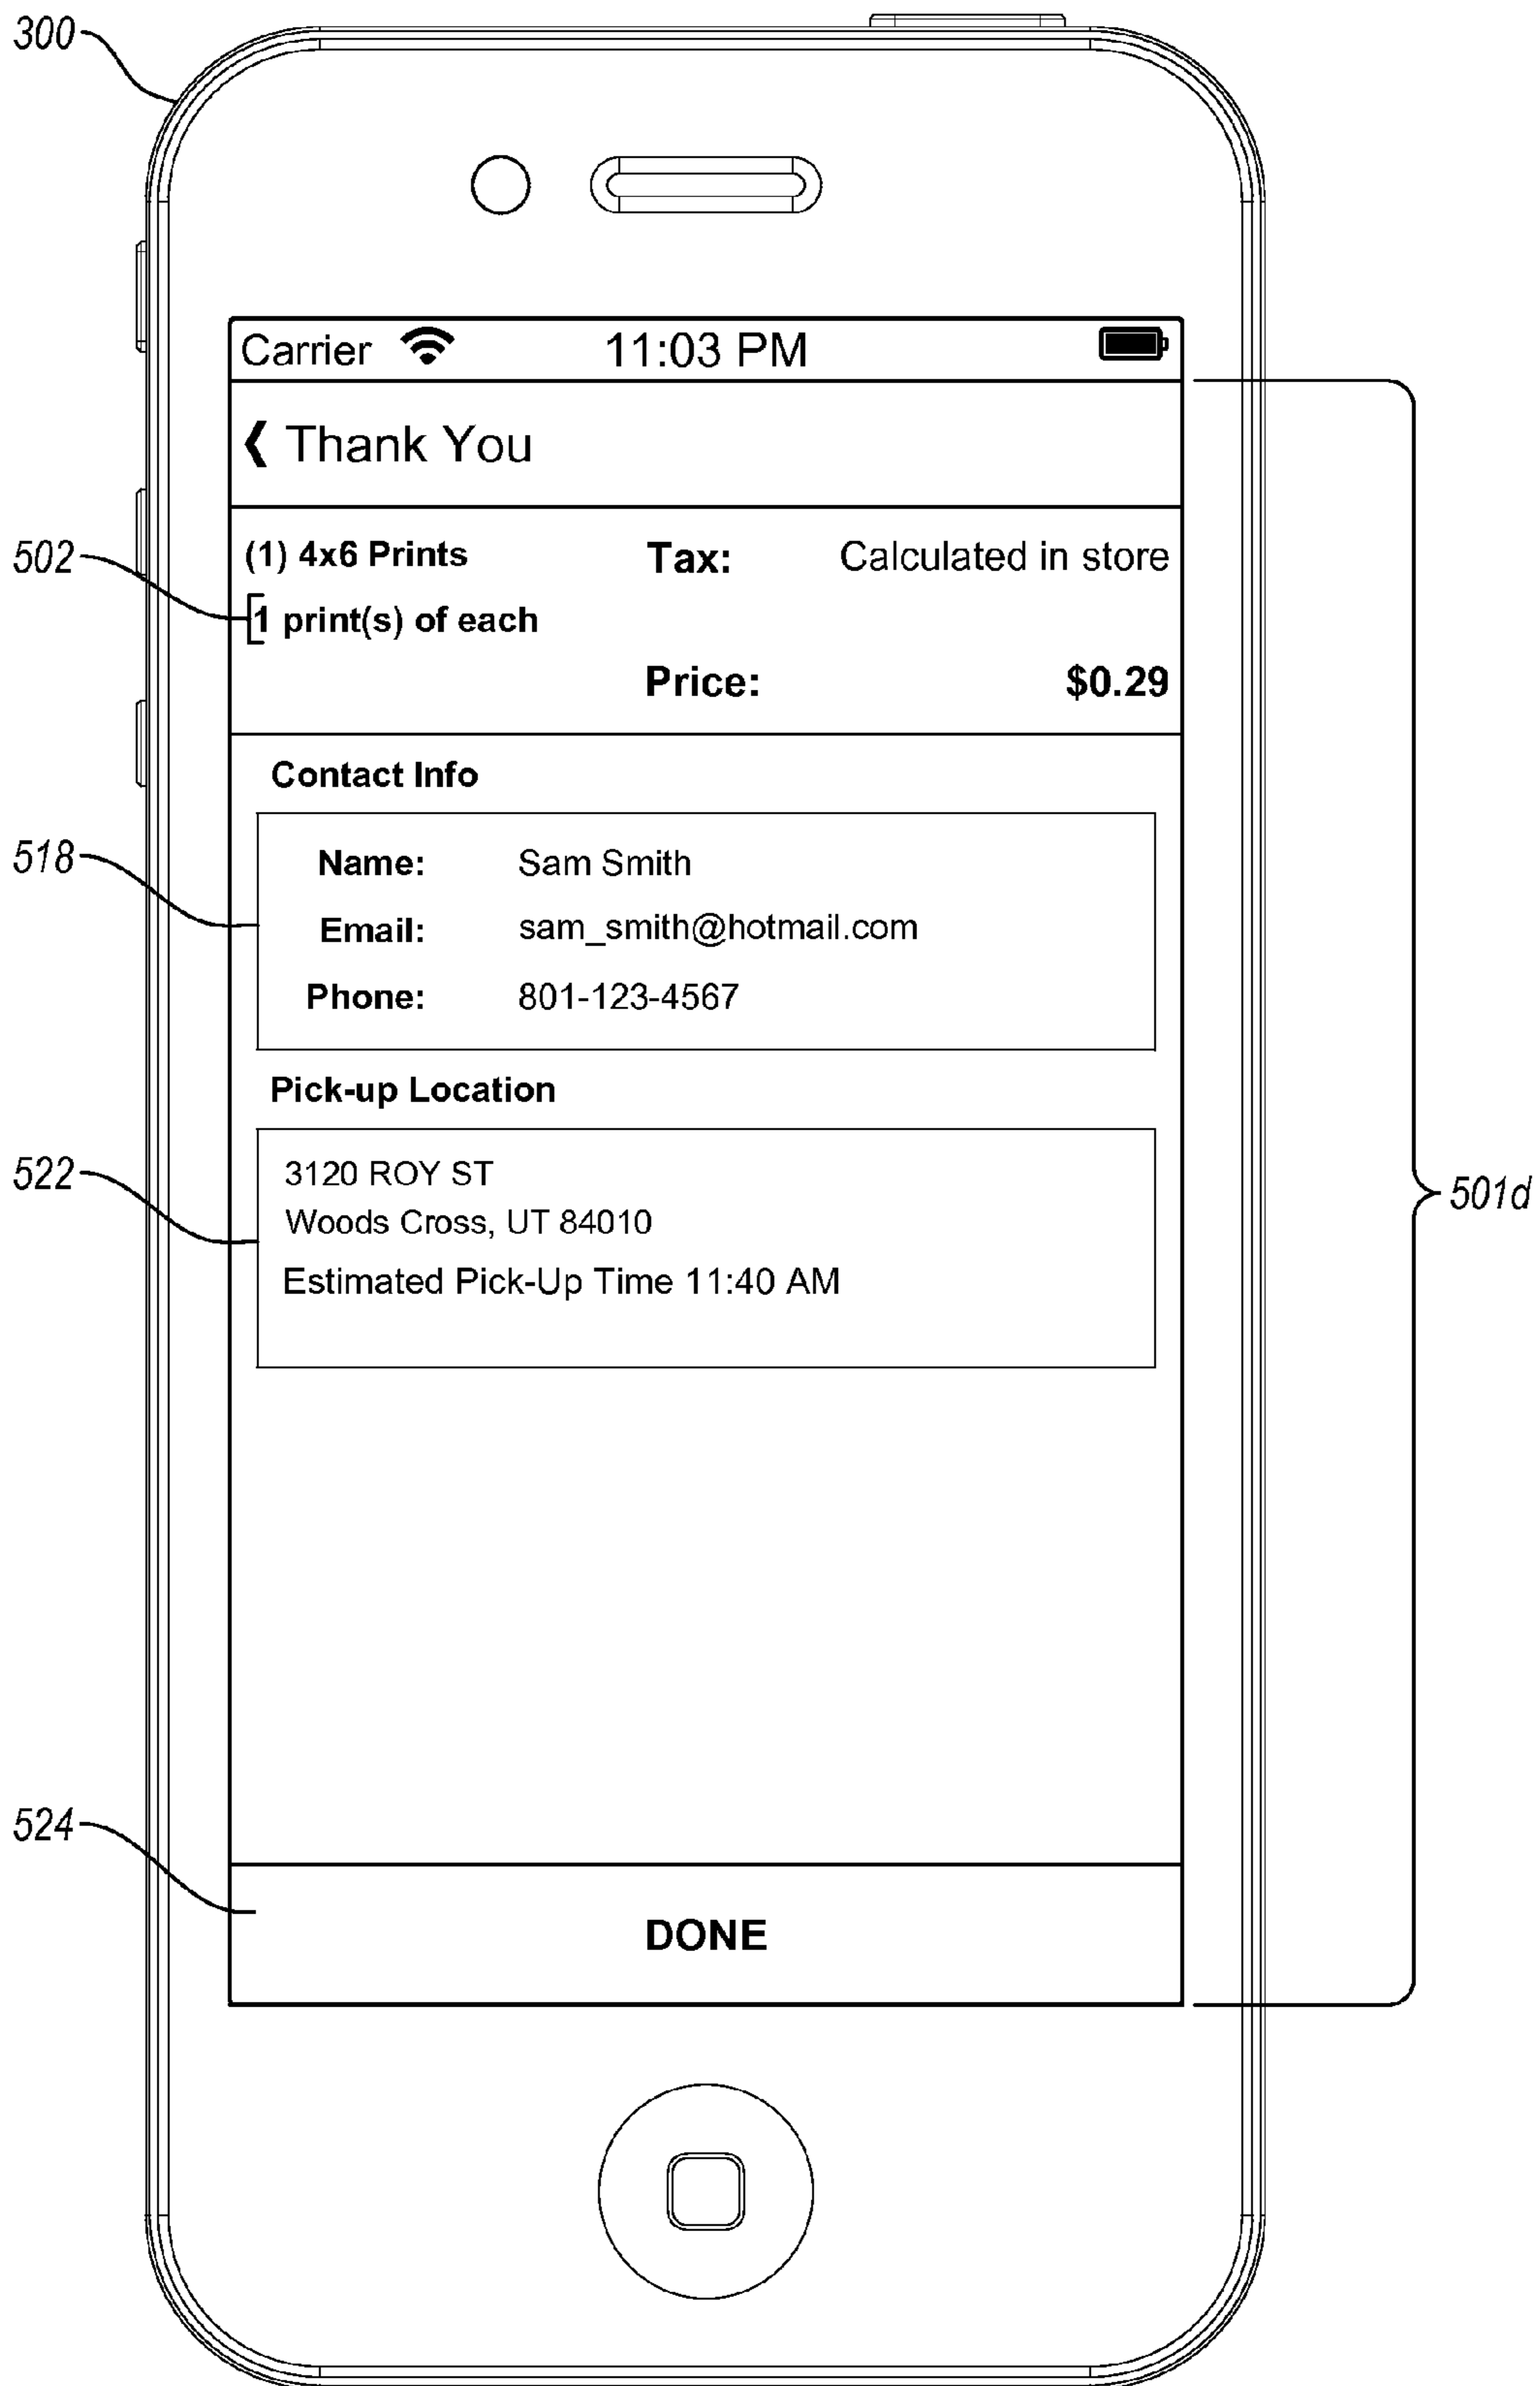 300
Carrier 11:03 PM
❰ Thank You
502
(1) 4x6 Prints Tax: Calculated in store
[1 print(s) of each
Price: $0.29
Contact Info
518
Name: Sam Smith
Email: sam_smith@hotmail.com
Phone: 801-123-4567
Pick-up Location
522
3120 ROY ST
Woods Cross, UT 84010
Estimated Pick-Up Time 11:40 AM
501d
524
DONE